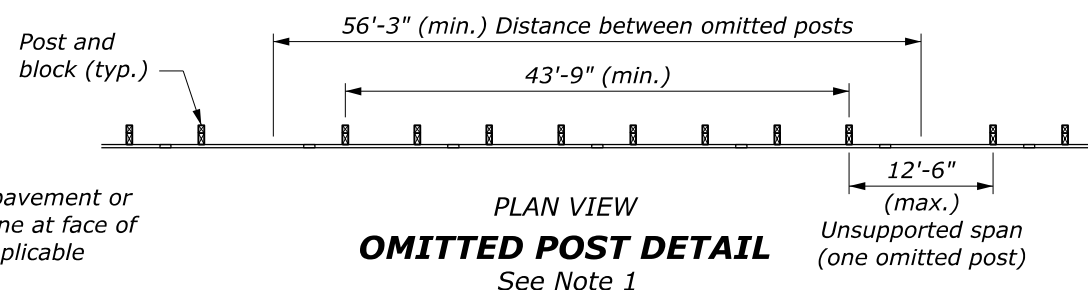 56'-3" (min.) Distance between omitted posts
Post and
block (typ.)
43'-9" (min.)
12'-6"
(max.)
Unsupported span
(one omitted post)
pavement or
ne at face of
plicable
PLAN VIEW
OMITTED POST DETAIL
See Note 1